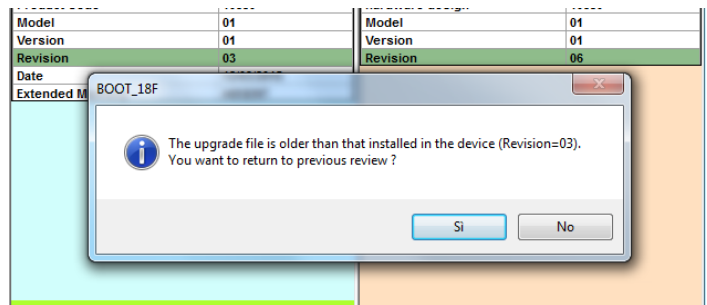 Model 01 Model 01
Version 01 Version 01
Revision 03 Revision 06
Date
Extended M
BOOT_18F
The upgrade file is older than that installed in the device (Revision=03).
You want to return to previous review ?
Sì No